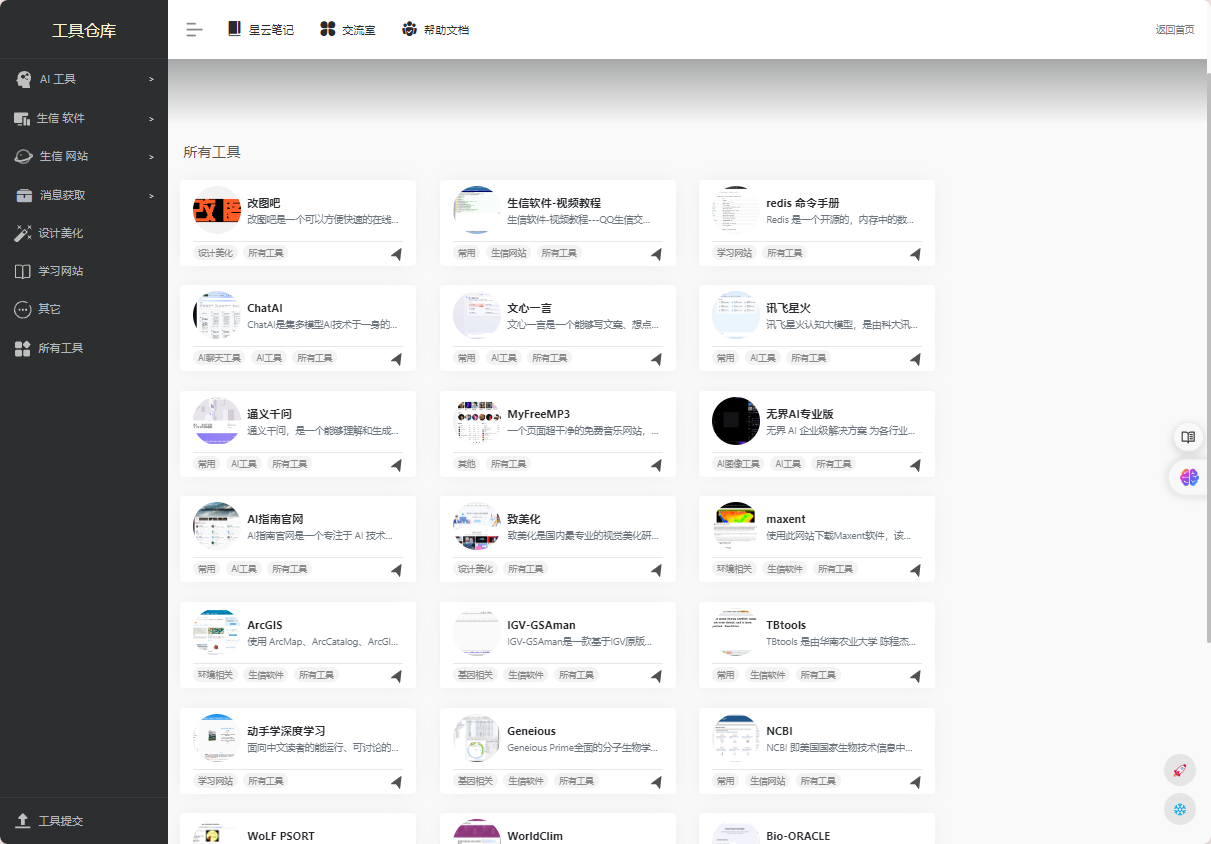 工具仓库
星云笔记
交流室
帮助文档
返回首页
AI 工具
生信 软件
生信 网站
消息获取
设计美化
学习网站
其它
所有工具
工具提交
所有工具
改图吧
改图吧是一个可以方便快速的在线...
设计美化 所有工具
生信软件-视频教程
生信软件-视频教程---QQ生信交...
常用 生信网站 所有工具
redis 命令手册
Redis 是一个开源的，内存中的数...
学习网站 所有工具
ChatAI
ChatAI是集多模型AI技术于一身的...
AI聊天工具 AI工具 所有工具
文心一言
文心一言是一个能够写文案、想点...
常用 AI工具 所有工具
讯飞星火
讯飞星火认知大模型，是由科大讯...
常用 AI工具 所有工具
通义千问
通义千问，是一个能够理解和生成...
常用 AI工具 所有工具
MyFreeMP3
一个页面超干净的免费音乐网站，...
其他 所有工具
无界AI专业版
无界 AI 企业级解决方案 为各行业...
AI图像工具 AI工具 所有工具
AI指南官网
AI指南官网是一个专注于 AI 技术...
常用 AI工具 所有工具
致美化
致美化是国内最专业的视觉美化研...
设计美化 所有工具
maxent
使用此网站下载Maxent软件，该...
环境相关 生信软件 所有工具
ArcGIS
使用 ArcMap、ArcCatalog、ArcGl...
环境相关 生信软件 所有工具
IGV-GSAman
IGV-GSAman是一款基于IGV原版...
基因相关 生信软件 所有工具
TBtools
TBtools 是由华南农业大学 陈程杰...
常用 生信软件 所有工具
动手学深度学习
面向中文读者的能运行、可讨论的...
学习网站 所有工具
Geneious
Geneious Prime全面的分子生物学...
基因相关 生信软件 所有工具
NCBI
NCBI 即美国国家生物技术信息中...
常用 生信网站 所有工具
WoLF PSORT
WorldClim
Bio-ORACLE